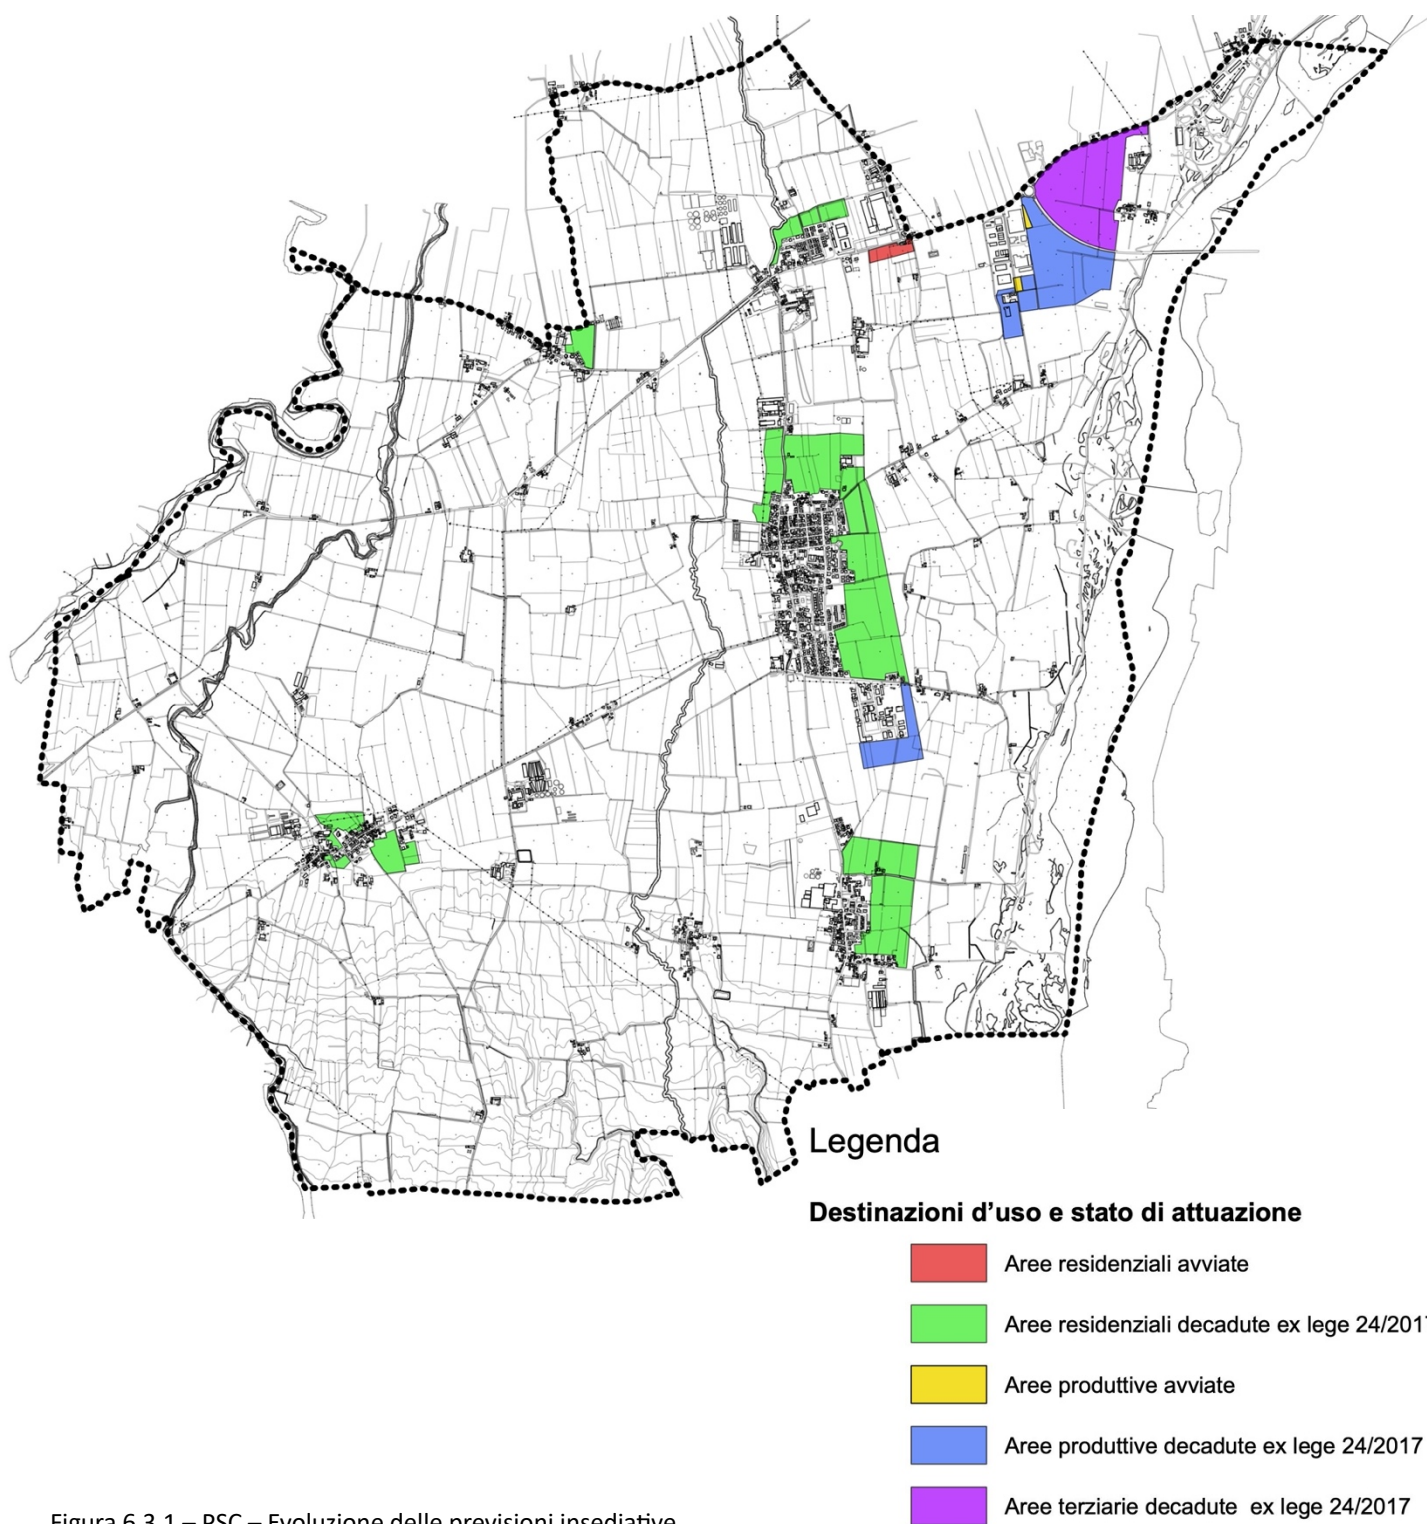 Legenda
Destinazioni d'uso e stato di attuazione
Aree residenziali avviate
Aree residenziali decadute ex lege 24/2017
Aree produttive avviate
Aree produttive decadute ex lege 24/2017
Aree terziarie decadute ex lege 24/2017
Figura 6.3.1 – PSC – Evoluzione delle previsioni insediative